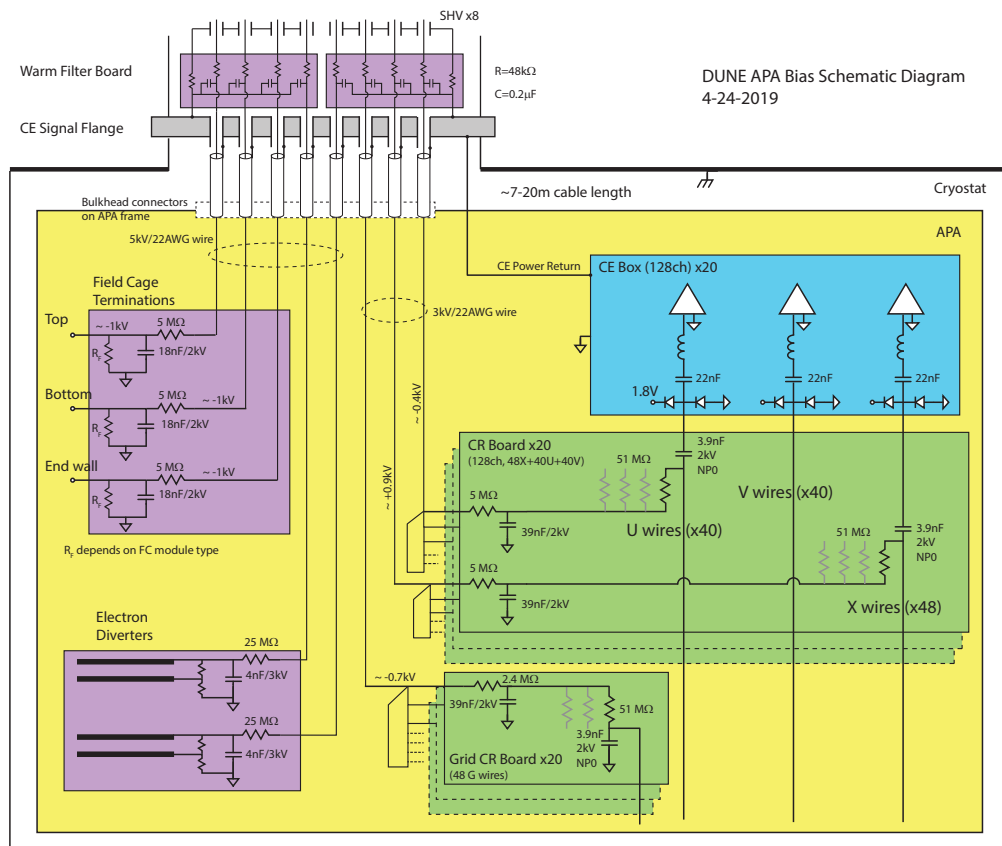 SHV x8
Warm Filter Board
R=48kΩ
C=0.2µF
DUNE APA Bias Schematic Diagram
4-24-2019
CE Signal Flange
~7-20m cable length
Cryostat
Bulkhead connectors
on APA frame
APA
5kV/22AWG wire
CE Power Return
CE Box (128ch) x20
Field Cage
Terminations
3kV/22AWG wire
Top
~ -1kV
5 MΩ
R_F
18nF/2kV
22nF
22nF
22nF
1.8V
Bottom
5 MΩ
~ -1kV
R_F
18nF/2kV
~ -0.4kV
End wall
5 MΩ
~ -1kV
R_F
18nF/2kV
~ +0.9kV
CR Board x20
(128ch, 48X+40U+40V)
51 MΩ
3.9nF
2kV
NP0
V wires (x40)
5 MΩ
39nF/2kV
U wires (x40)
51 MΩ
3.9nF
2kV
NP0
R_F depends on FC module type
5 MΩ
39nF/2kV
X wires (x48)
Electron
Diverters
25 MΩ
4nF/3kV
~ -0.7kV
2.4 MΩ
39nF/2kV
51 MΩ
25 MΩ
4nF/3kV
3.9nF
2kV
NP0
Grid CR Board x20
(48 G wires)